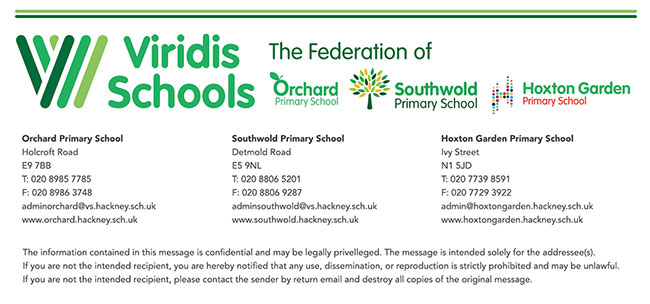 Viridis Schools
The Federation of
Orchard Primary School
Southwold Primary School
Hoxton Garden Primary School
Orchard Primary School
Holcroft Road
E9 7BB
T: 020 8985 7785
F: 020 8986 3748
adminorchard@vs.hackney.sch.uk
www.orchard.hackney.sch.uk
Southwold Primary School
Detmold Road
E5 9NL
T: 020 8806 5201
F: 020 8806 9287
adminsouthwold@vs.hackney.sch.uk
www.southwold.hackney.sch.uk
Hoxton Garden Primary School
Ivy Street
N1 5JD
T: 020 7739 8591
F: 020 7729 3922
admin@hoxtongarden.hackney.sch.uk
www.hoxtongarden.hackney.sch.uk
The information contained in this message is confidential and may be legally privelleged. The message is intended solely for the addressee(s).
If you are not the intended recipient, you are hereby notified that any use, dissemination, or reproduction is strictly prohibited and may be unlawful.
If you are not the intended recipient, please contact the sender by return email and destroy all copies of the original message.